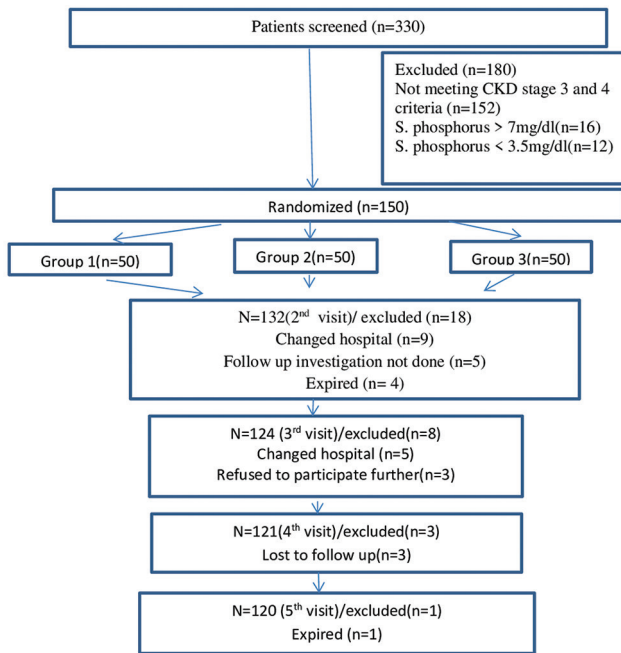 Patients screened (n=330)
Excluded (n=180)
Not meeting CKD stage 3 and 4
criteria (n=152)
S. phosphorus > 7mg/dl(n=16)
S. phosphorus < 3.5mg/dl(n=12)
Randomized (n=150)
Group 1(n=50)
Group 2(n=50)
Group 3(n=50)
N=132(2nd visit)/ excluded (n=18)
Changed hospital (n=9)
Follow up investigation not done (n=5)
Expired (n= 4)
N=124 (3rd visit)/excluded(n=8)
Changed hospital (n=5)
Refused to participate further(n=3)
N=121(4th visit)/excluded(n=3)
Lost to follow up(n=3)
N=120 (5th visit)/excluded(n=1)
Expired (n=1)